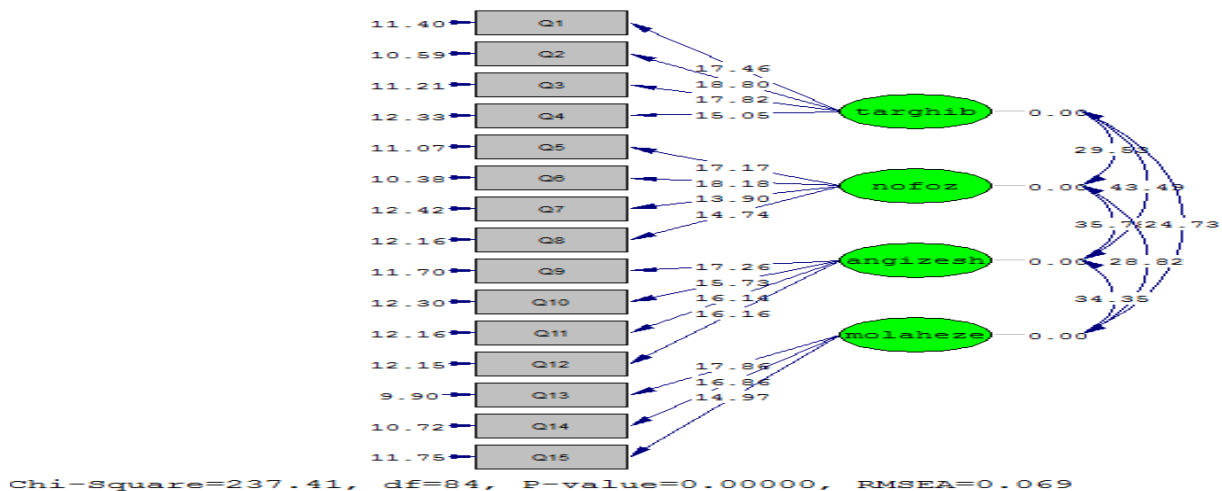 11.40 Q1
10.59 Q2
17.46
11.21 Q3
18.80
17.82
targhib 0.00
12.33 Q4
15.05
11.07 Q5
29.53
17.17
10.38 Q6
18.18
nofoz 0.00 43.49
12.42 Q7
13.90
14.74
12.16 Q8
24.73
11.70 Q9
17.26
angizesh 0.00 28.82
15.73
12.30 Q10
16.14
34.35
16.16
12.16 Q11
molaheze 0.00
12.15 Q12
17.86
16.86
9.90 Q13
14.97
10.72 Q14
11.75 Q15
Chi-Square=237.41, df=84, P-value=0.00000, RMSEA=0.069